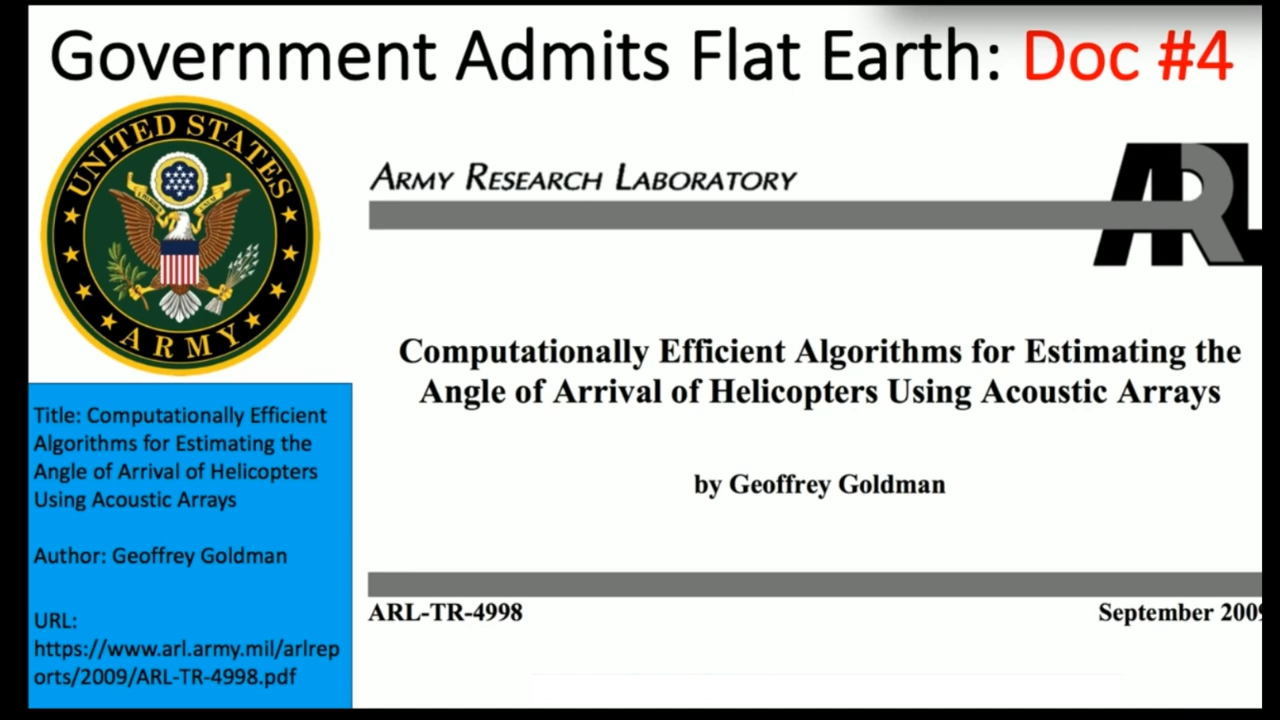 Government Admits Flat Earth: Doc #4
UNITED STATES
ARMY
ARMY RESEARCH LABORATORY
ARL
Computationally Efficient Algorithms for Estimating the
Angle of Arrival of Helicopters Using Acoustic Arrays
by Geoffrey Goldman
ARL-TR-4998
September 2009
Title: Computationally Efficient
Algorithms for Estimating the
Angle of Arrival of Helicopters
Using Acoustic Arrays
Author: Geoffrey Goldman
URL:
https://www.arl.army.mil/arlrep
orts/2009/ARL-TR-4998.pdf